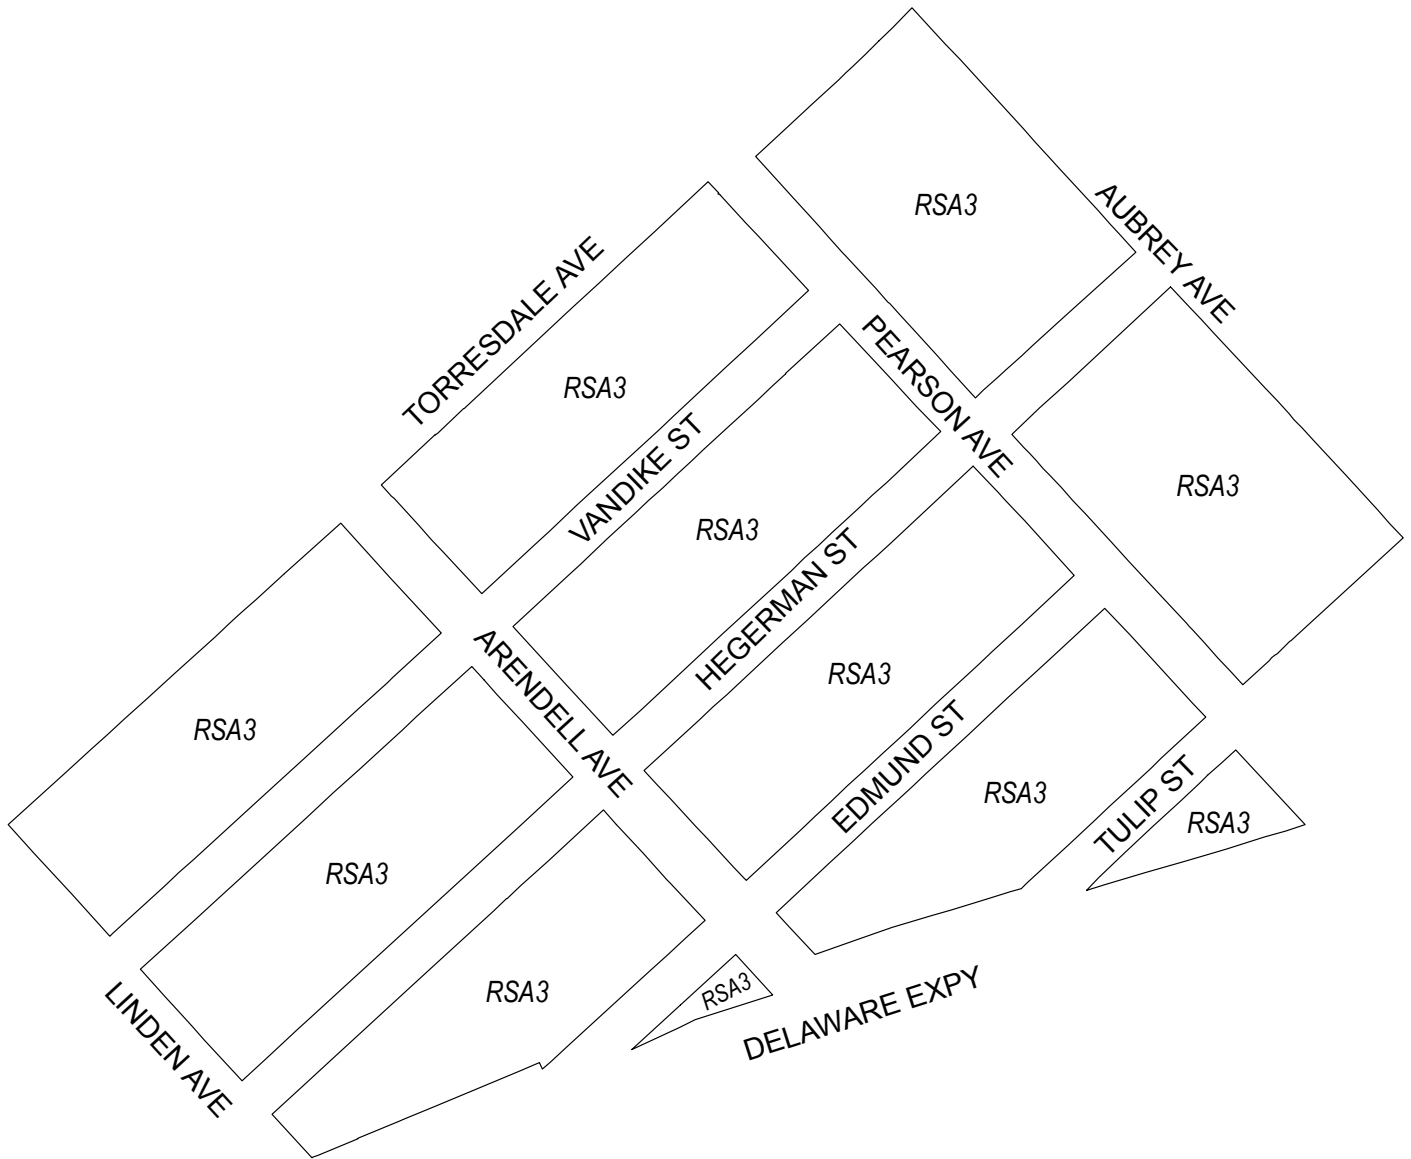 RSA3
AUBREY AVE
TORRESDALE AVE
RSA3
PEARSON AVE
VANDIKE ST
RSA3
RSA3
HEGERMAN ST
ARENDELL AVE
RSA3
RSA3
EDMUND ST
RSA3
TULIP ST
RSA3
RSA3
LINDEN AVE
RSA3
RSA3
DELAWARE EXPY